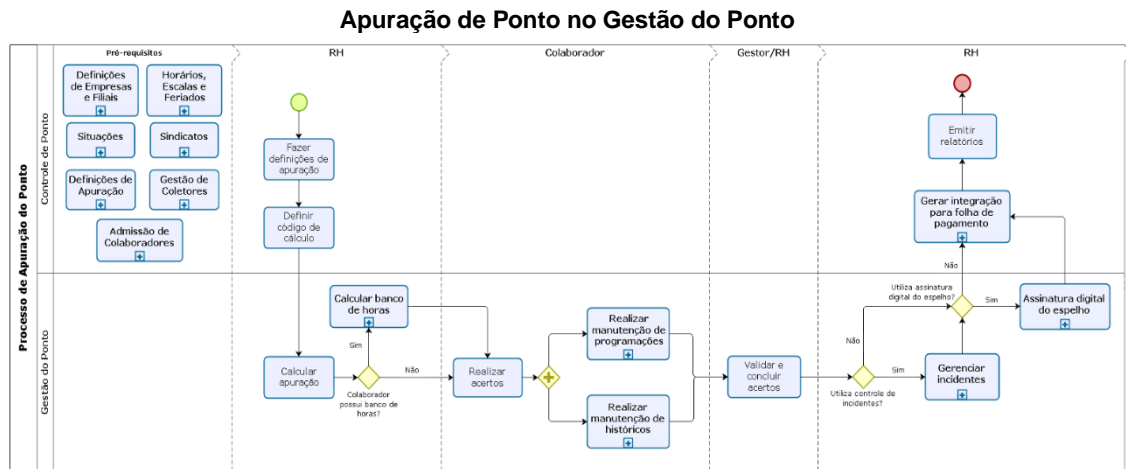 Apuração de Ponto no Gestão do Ponto
Processo de Apuração do Ponto
Controle de Ponto
Gestão do Ponto
Pré-requisitos
RH
Colaborador
Gestor/RH
RH
Definições
de Empresas
e Filiais
Horários,
Escalas e
Feriados
Situações
Sindicatos
Definições de
Apuração
Gestão de
Coletores
Admissão de
Colaboradores
Fazer
definições de
apuração
Definir
código de
cálculo
Calcular
apuração
Colaborador
possui banco de
horas?
Sim
Não
Calcular banco
de horas
Realizar
acertos
Realizar
manutenção de
programações
Realizar
manutenção de
históricos
Validar e
concluir
acertos
Utiliza controle de
incidentes?
Não
Sim
Gerenciar
incidentes
Utiliza assinatura
digital do espelho?
Não
Sim
Assinatura digital
do espelho
Gerar integração
para folha de
pagamento
Emitir
relatórios